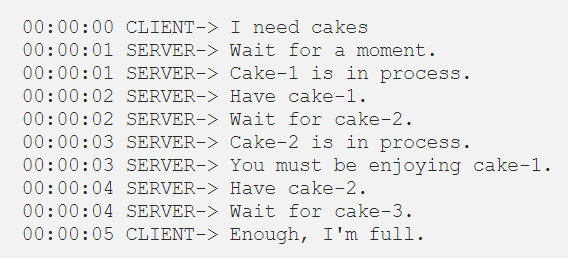 00:00:00 CLIENT-> I need cakes
00:00:01 SERVER-> Wait for a moment.
00:00:01 SERVER-> Cake-1 is in process.
00:00:02 SERVER-> Have cake-1.
00:00:02 SERVER-> Wait for cake-2.
00:00:03 SERVER-> Cake-2 is in process.
00:00:03 SERVER-> You must be enjoying cake-1.
00:00:04 SERVER-> Have cake-2.
00:00:04 SERVER-> Wait for cake-3.
00:00:05 CLIENT-> Enough, I'm full.